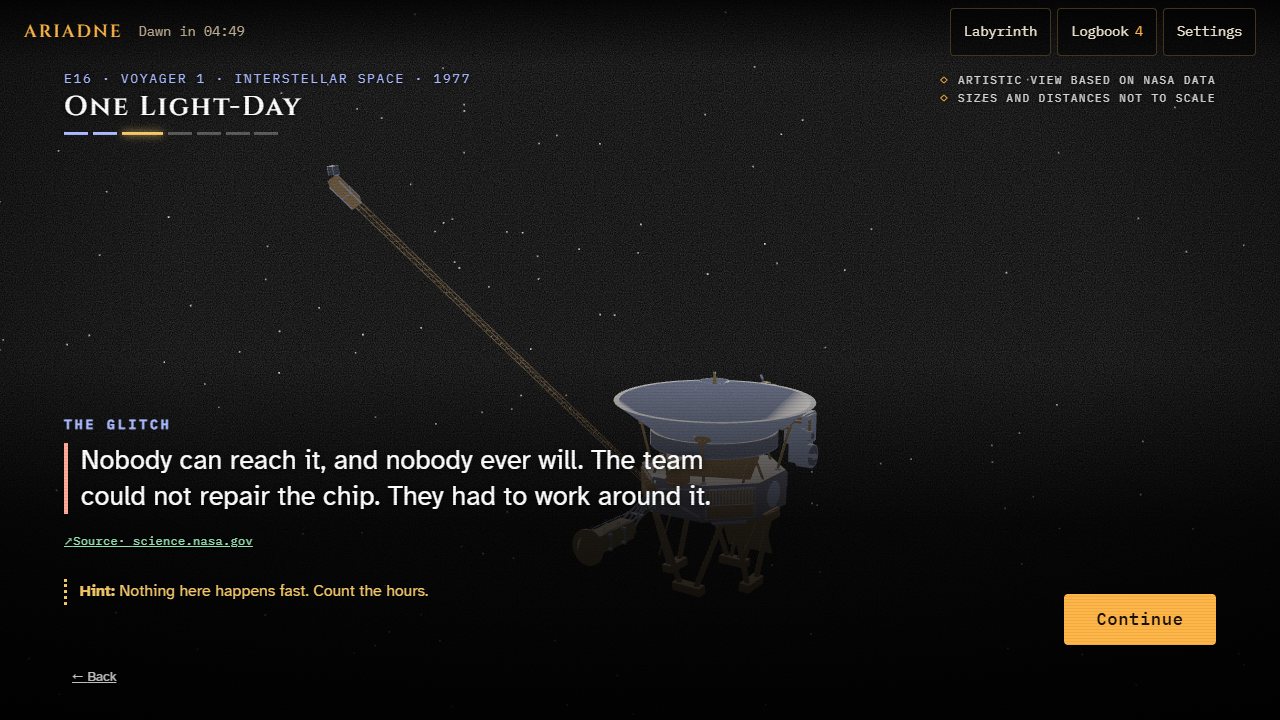 ARIADNE Dawn in 04:49
Labyrinth
Logbook 4
Settings
E16 · VOYAGER 1 · INTERSTELLAR SPACE · 1977
One Light-Day
◇ ARTISTIC VIEW BASED ON NASA DATA
◇ SIZES AND DISTANCES NOT TO SCALE
THE GLITCH
Nobody can reach it, and nobody ever will. The team
could not repair the chip. They had to work around it.
↗Source· science.nasa.gov
Hint: Nothing here happens fast. Count the hours.
Continue
← Back